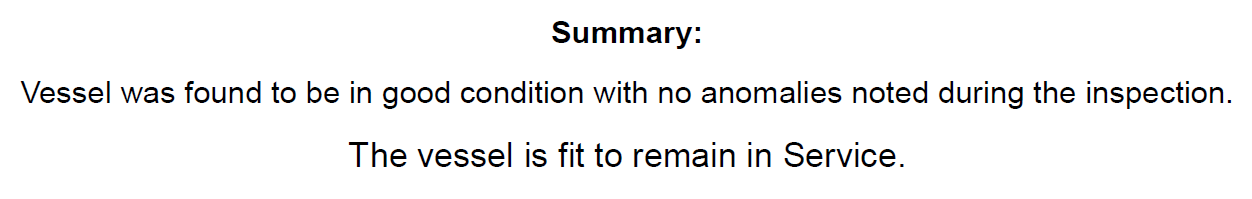 Summary:
Vessel was found to be in good condition with no anomalies noted during the inspection.
The vessel is fit to remain in Service.